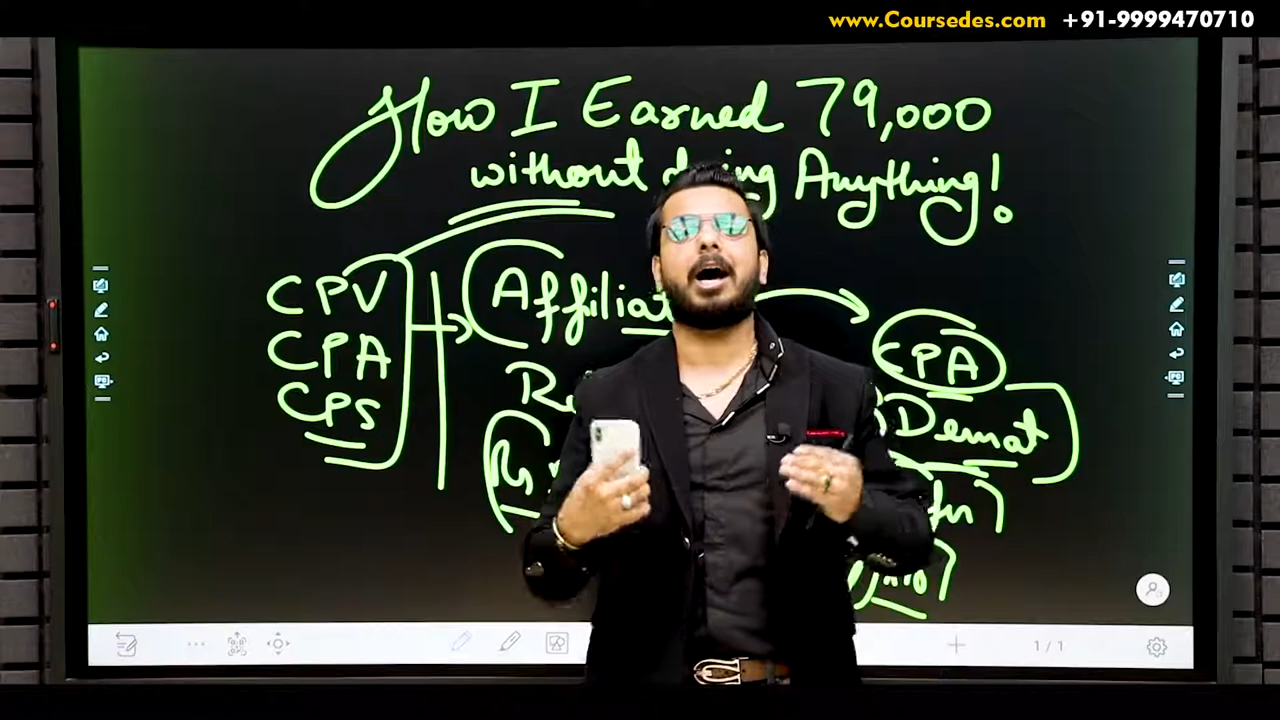 www.Coursedes.com +91-9999470710
How I Earned 79,000
without Anything!
CPV
CPA
CPS
Affiliat
CPA
Demat
Rs
1/1